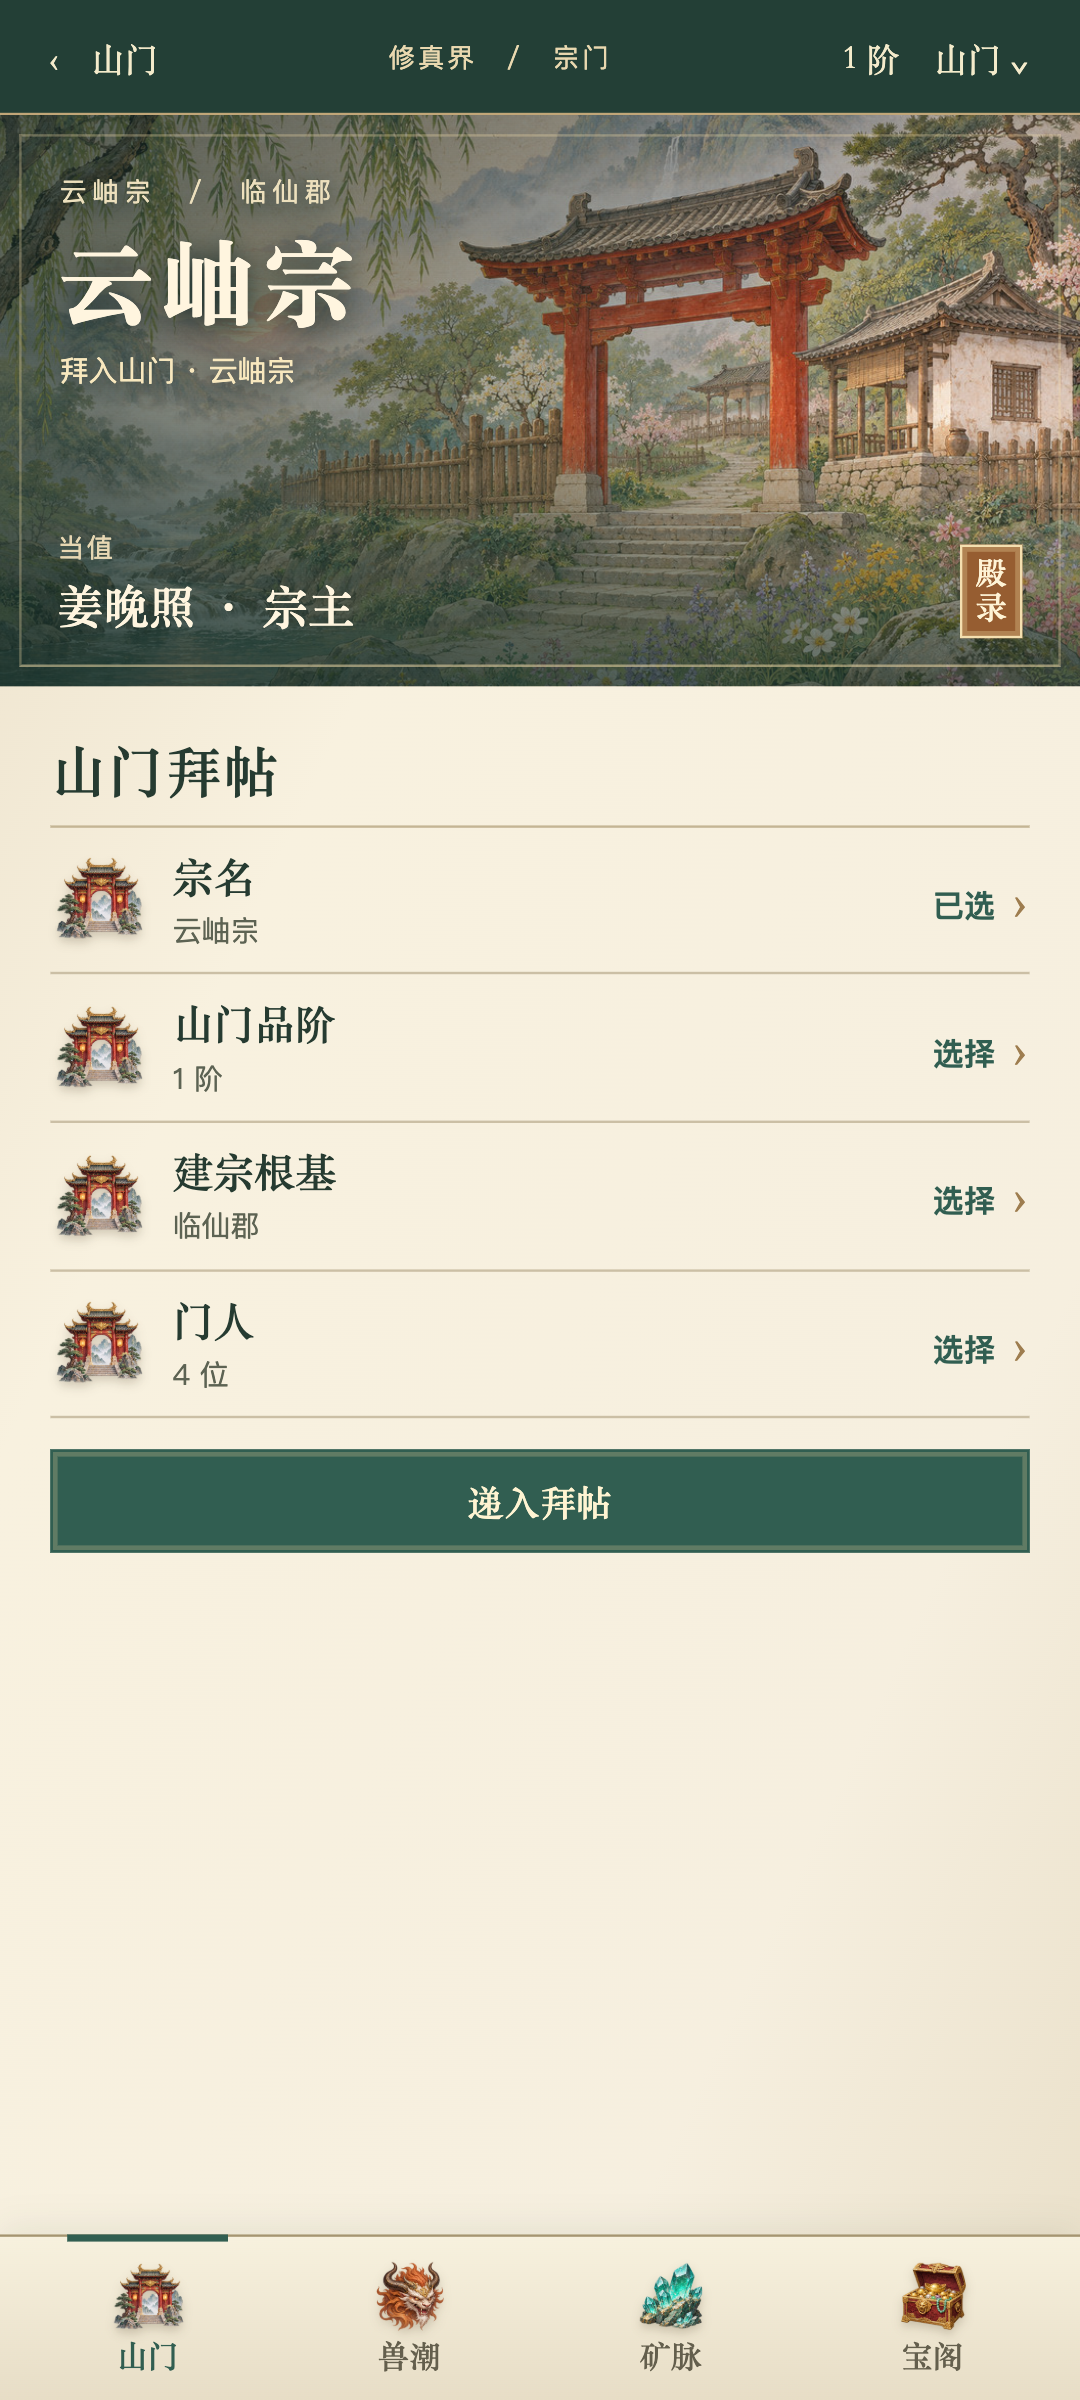 ‹ 山门 修真界 / 宗门 1 阶 山门
云岫宗 / 临仙郡
云岫宗
拜入山门 · 云岫宗
当值
姜晚照 · 宗主
殿录
山门拜帖
宗名
云岫宗
已选 ›
山门品阶
1 阶
选择 ›
建宗根基
临仙郡
选择 ›
门人
4 位
选择 ›
递入拜帖
山门 兽潮 矿脉 宝阁